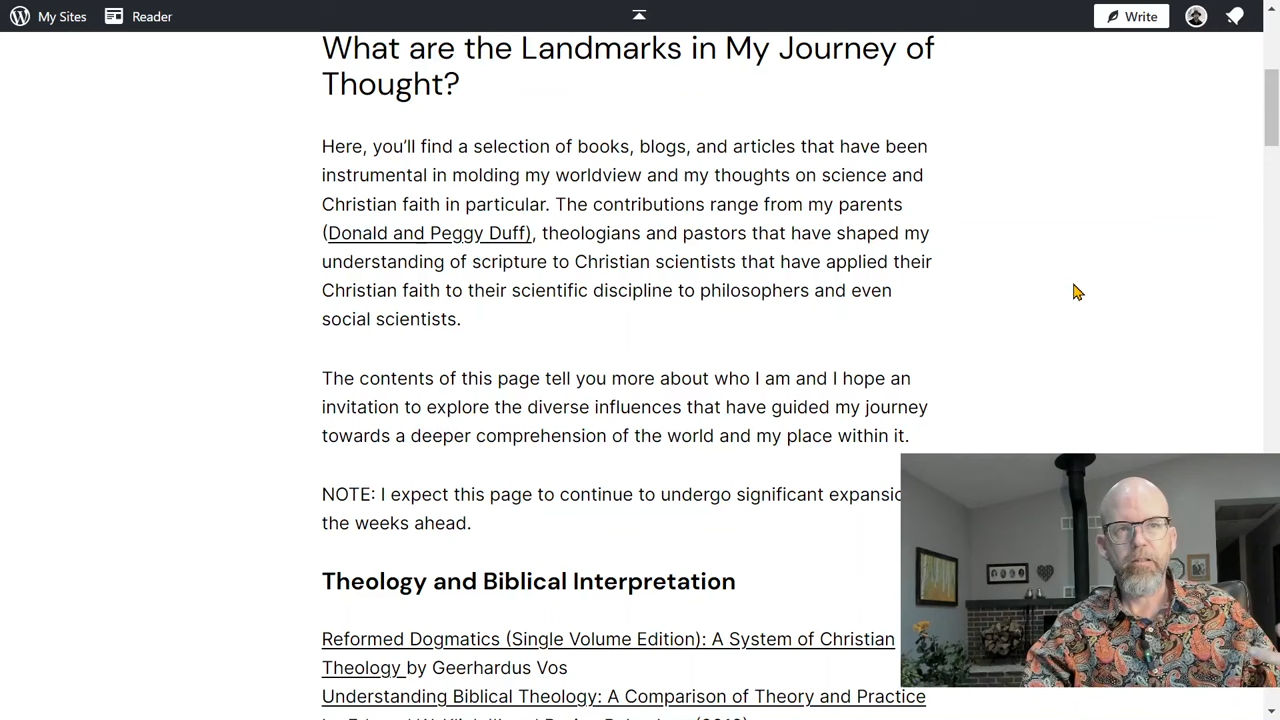 My Sites
Reader
Write
What are the Landmarks in My Journey of
Thought?
Here, you'll find a selection of books, blogs, and articles that have been
instrumental in molding my worldview and my thoughts on science and
Christian faith in particular. The contributions range from my parents
(Donald and Peggy Duff), theologians and pastors that have shaped my
understanding of scripture to Christian scientists that have applied their
Christian faith to their scientific discipline to philosophers and even
social scientists.
The contents of this page tell you more about who I am and I hope an
invitation to explore the diverse influences that have guided my journey
towards a deeper comprehension of the world and my place within it.
NOTE: I expect this page to continue to undergo significant
the weeks ahead.
Theology and Biblical Interpretation
Reformed Dogmatics (Single Volume Edition): A System of Christian
Theology by Geerhardus Vos
Understanding Biblical Theology: A Comparison of Theory and Practice